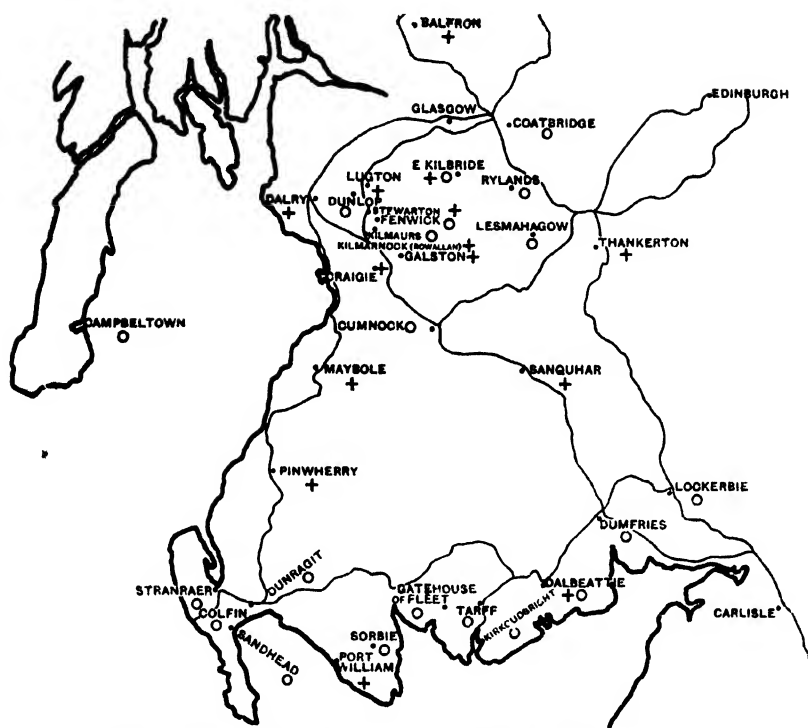 BALFRON
EDINBURGH
GLASGOW
COATBRIDGE
E KILBRIDE
LUGTON
RYLANDS
DALRY
DUNLOP
STEWARTON
FENWICK
LESMAHAGOW
KILMAURS
KILMARNOCK (ROWALLAN)
THANKERTON
GALSTON
CRAIGIE
CAMPBELTOWN
CUMNOCK
MAYBOLE
SANQUHAR
PINWHERRY
LOCKERBIE
DUMFRIES
DUNRAGIT
STRANRAER
GATEHOUSE
OF FLEET
DALBEATTIE
COLFIN
TARFF
KIRKCUDBRIGHT
CARLISLE
SANDHEAD
SORBIE
PORT
WILLIAM